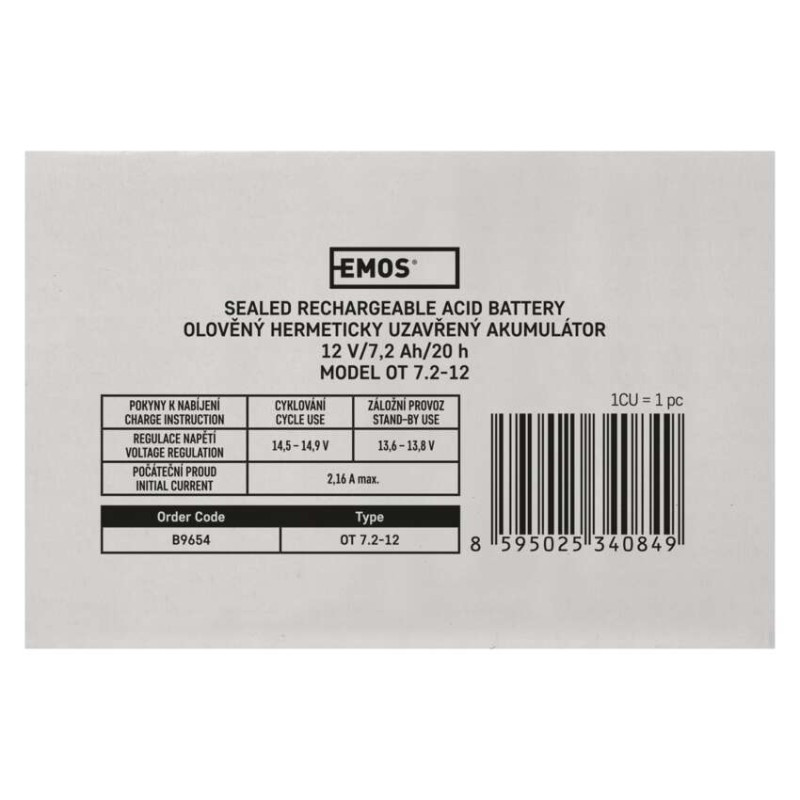 EMOS®
SEALED RECHARGEABLE ACID BATTERY
OLOVĚNÝ HERMETICKY UZAVŘENÝ AKUMULÁTOR
12 V/7,2 Ah/20 h
MODEL OT 7.2-12
POKYNY K NABÍJENÍ
CHARGE INSTRUCTION
CYKLOVÁNÍ
CYCLE USE
ZÁLOŽNÍ PROVOZ
STAND-BY USE
REGULACE NAPĚTÍ
VOLTAGE REGULATION
14,5 – 14,9 V
13,6 – 13,8 V
POČÁTEČNÍ PROUD
INITIAL CURRENT
2,16 A max.
Order Code
Type
B9654
OT 7.2-12
1CU = 1 pc
8 595025 340849